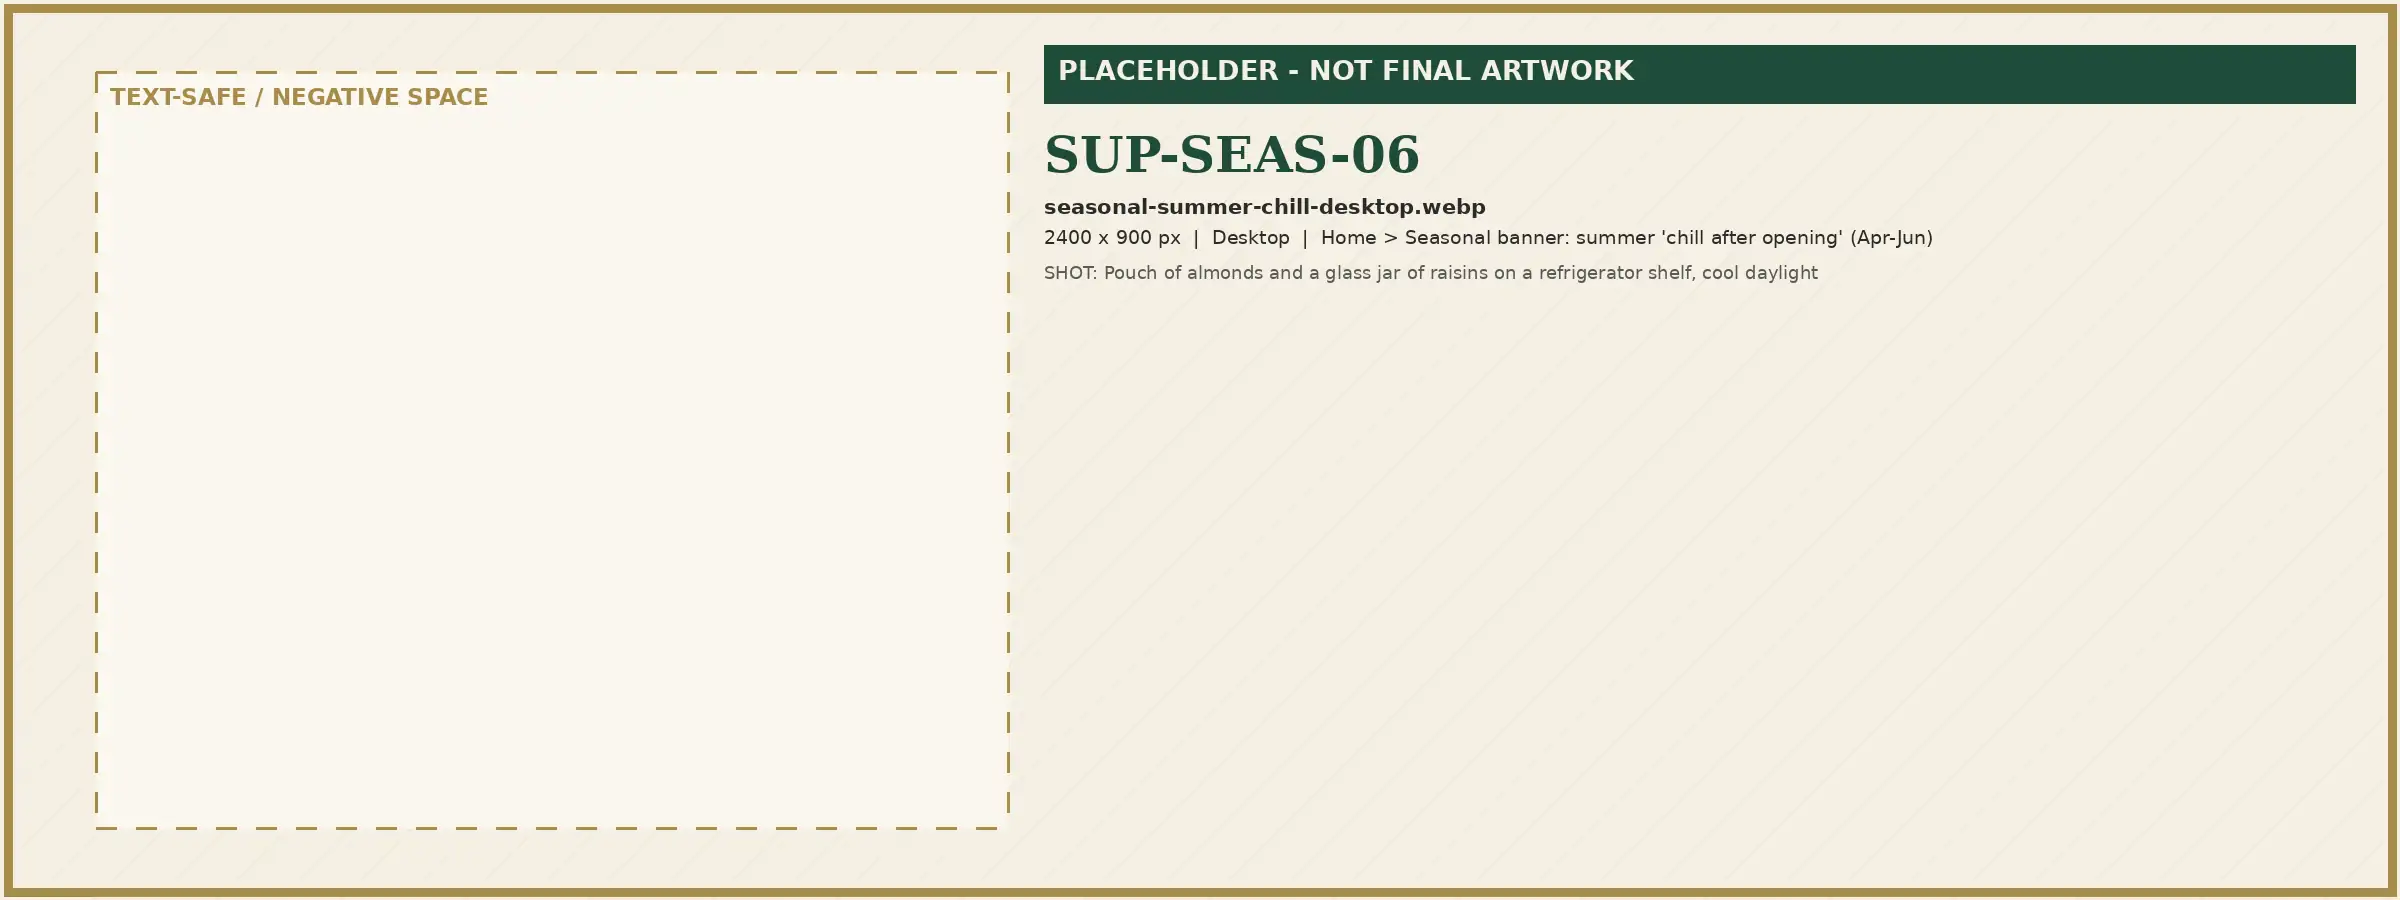 TEXT-SAFE / NEGATIVE SPACE
PLACEHOLDER - NOT FINAL ARTWORK
SUP-SEAS-06
seasonal-summer-chill-desktop.webp
2400 x 900 px | Desktop | Home > Seasonal banner: summer 'chill after opening' (Apr-Jun)
SHOT: Pouch of almonds and a glass jar of raisins on a refrigerator shelf, cool daylight